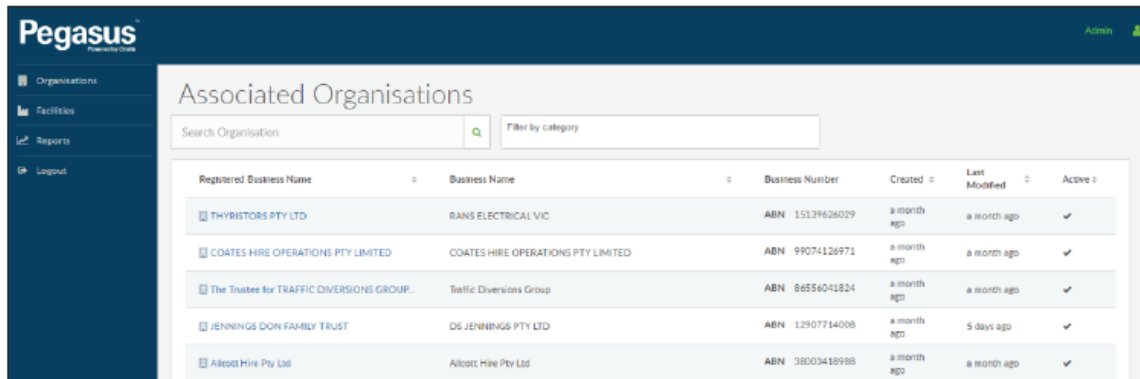 Pegasus
Powered by Onsite
Admin
Organisations
Facilities
Reports
Logout
Associated Organisations
Search Organisation
Filter by category
Registered Business Name Business Name Business Number Created Last Modified Active
THYRISTORS PTY LTD RANS ELECTRICAL VIC ABN 15139626029 a month ago a month ago
COATES HIRE OPERATIONS PTY LIMITED COATES HIRE OPERATIONS PTY LIMITED ABN 99074126971 a month ago a month ago
The Trustee for TRAFFIC DIVERSIONS GROUP... Traffic Diversions Group ABN 86556041824 a month ago a month ago
JENNINGS DON FAMILY TRUST DS JENNINGS PTY LTD ABN 12907714008 a month ago 5 days ago
Allcott Hire Pty Ltd Allcott Hire Pty Ltd ABN 38003418988 a month ago a month ago